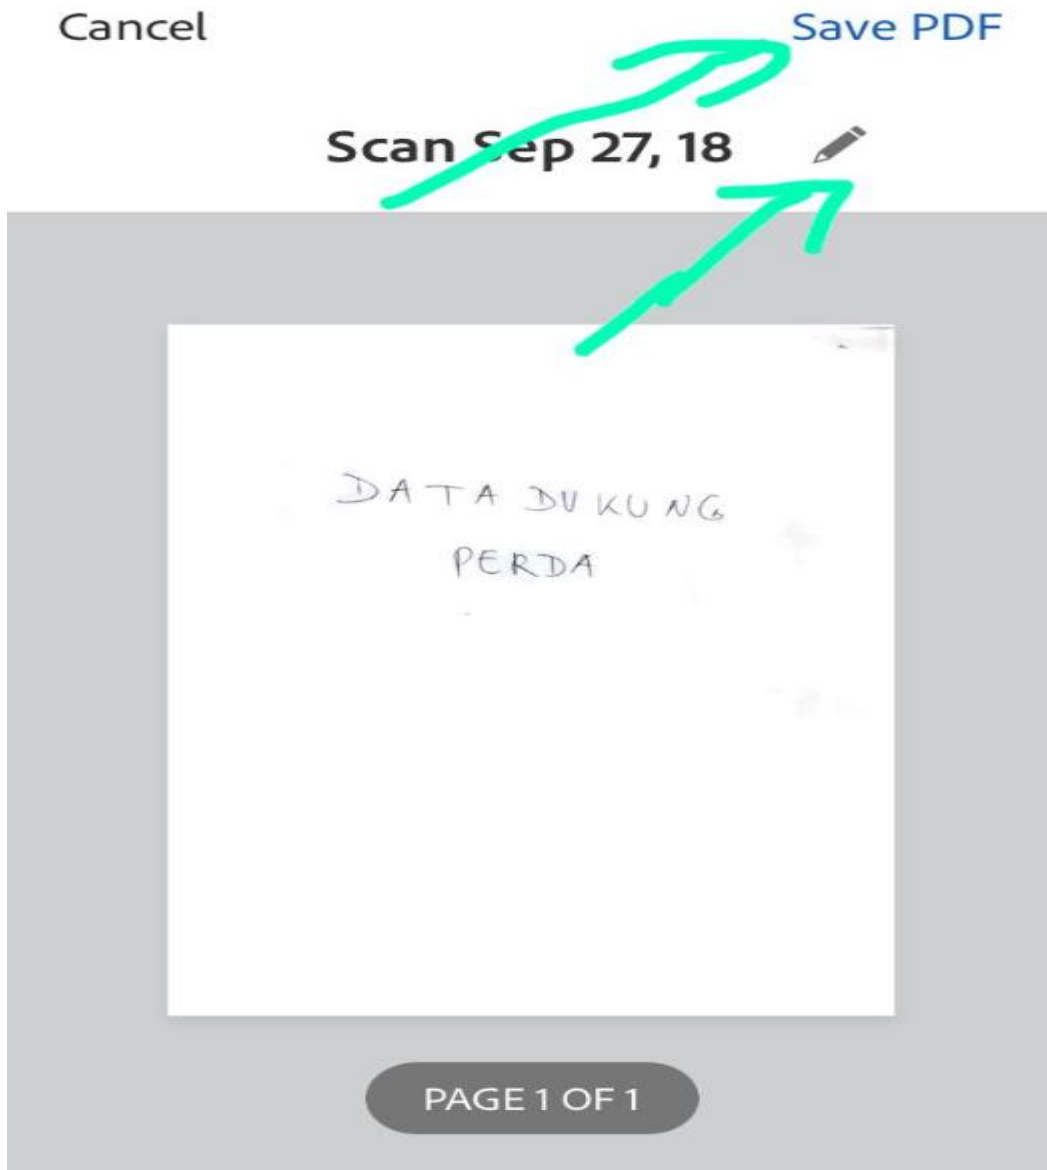 Cancel
Save PDF
Scan Sep 27, 18
DATA DUKUNG
PERDA
PAGE 1 OF 1